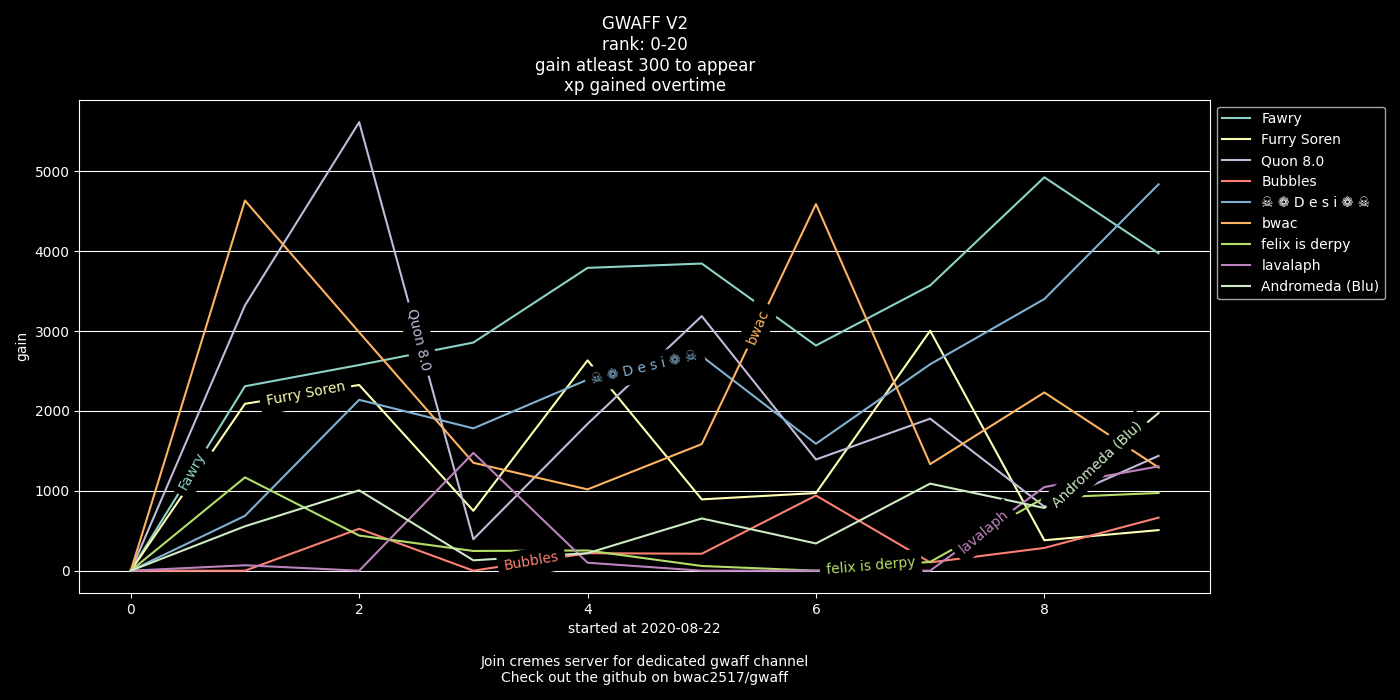 GWAFF V2
rank: 0-20
gain atleast 300 to appear
xp gained overtime
gain
5000
4000
3000
2000
1000
0
0 2 4 6 8
Fawry
Furry Soren
Quon 8.0
☠ ❁ D e s i ❁ ☠
bwac
Bubbles
felix is derpy
lavalaph
Andromeda (Blu)
Fawry
Furry Soren
Quon 8.0
Bubbles
☠ ❁ D e s i ❁ ☠
bwac
felix is derpy
lavalaph
Andromeda (Blu)
started at 2020-08-22
Join cremes server for dedicated gwaff channel
Check out the github on bwac2517/gwaff